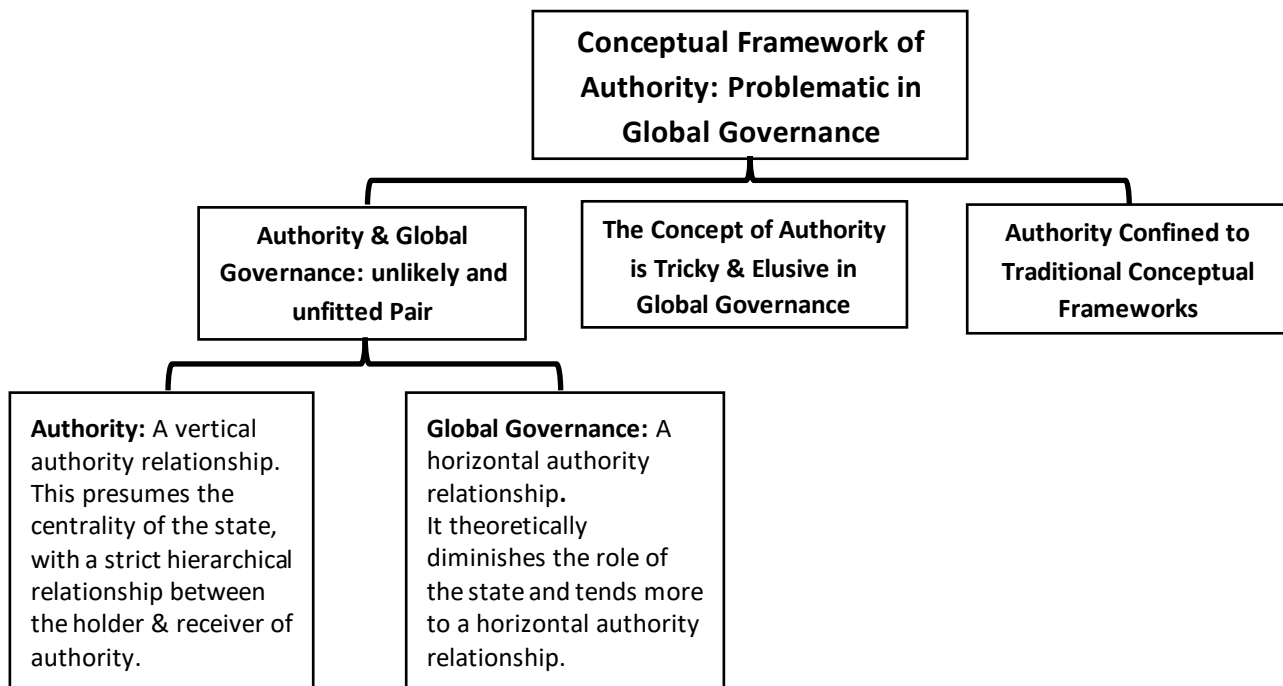 Conceptual Framework of
Authority: Problematic in
Global Governance
Authority & Global
Governance: unlikely and
unfitted Pair
The Concept of Authority
is Tricky & Elusive in
Global Governance
Authority Confined to
Traditional Conceptual
Frameworks
Authority: A vertical
authority relationship.
This presumes the
centrality of the state,
with a strict hierarchical
relationship between
the holder & receiver of
authority.
Global Governance: A
horizontal authority
relationship.
It theoretically
diminishes the role of
the state and tends more
to a horizontal authority
relationship.